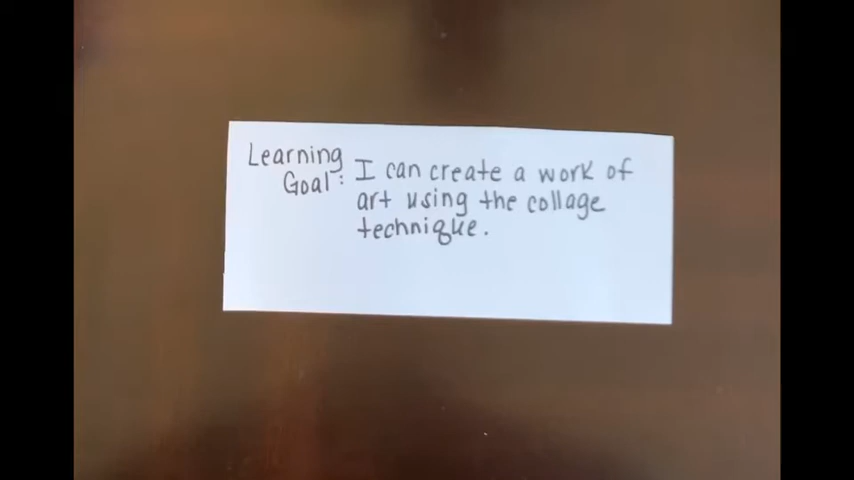 Learning
Goal: I can create a work of
art using the collage
technique.